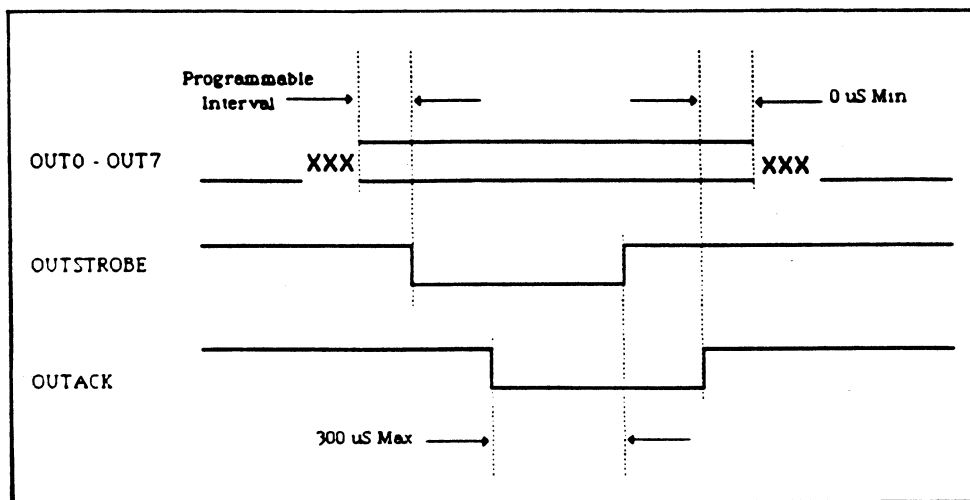 Programmable
Interval
0 uS Min
OUT0 - OUT7
XXX
XXX
OUTSTROBE
OUTACK
300 uS Max